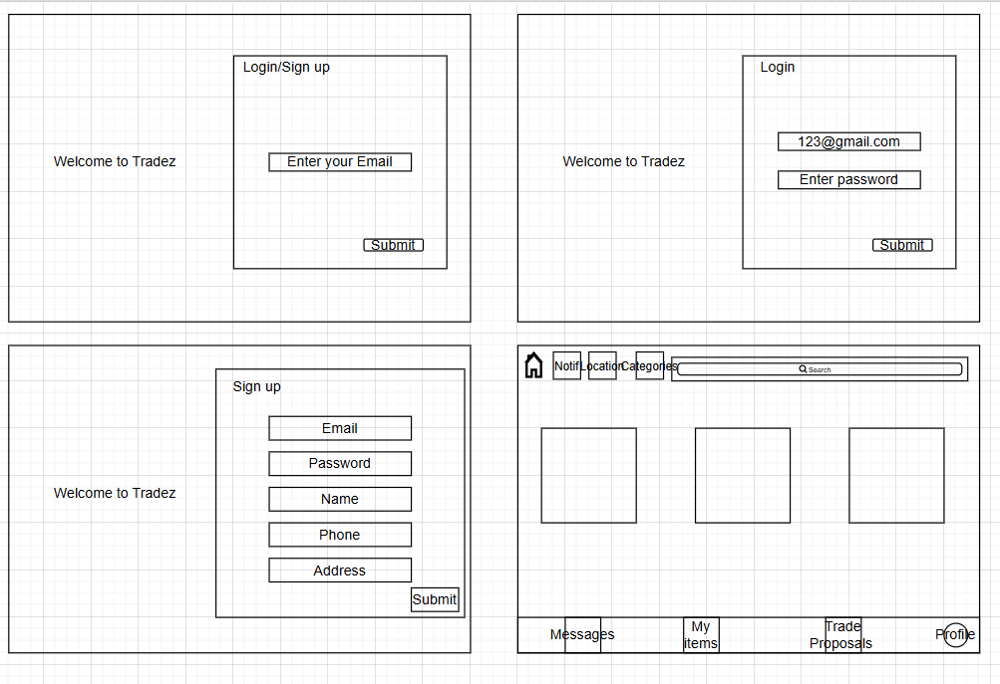 Login/Sign up
Welcome to Tradez
Enter your Email
Submit
Login
Welcome to Tradez
123@gmail.com
Enter password
Submit
Sign up
Welcome to Tradez
Email
Password
Name
Phone
Address
Submit
Notif
Location
Categories
Search
Messages
My
items
Trade
Proposals
Profile